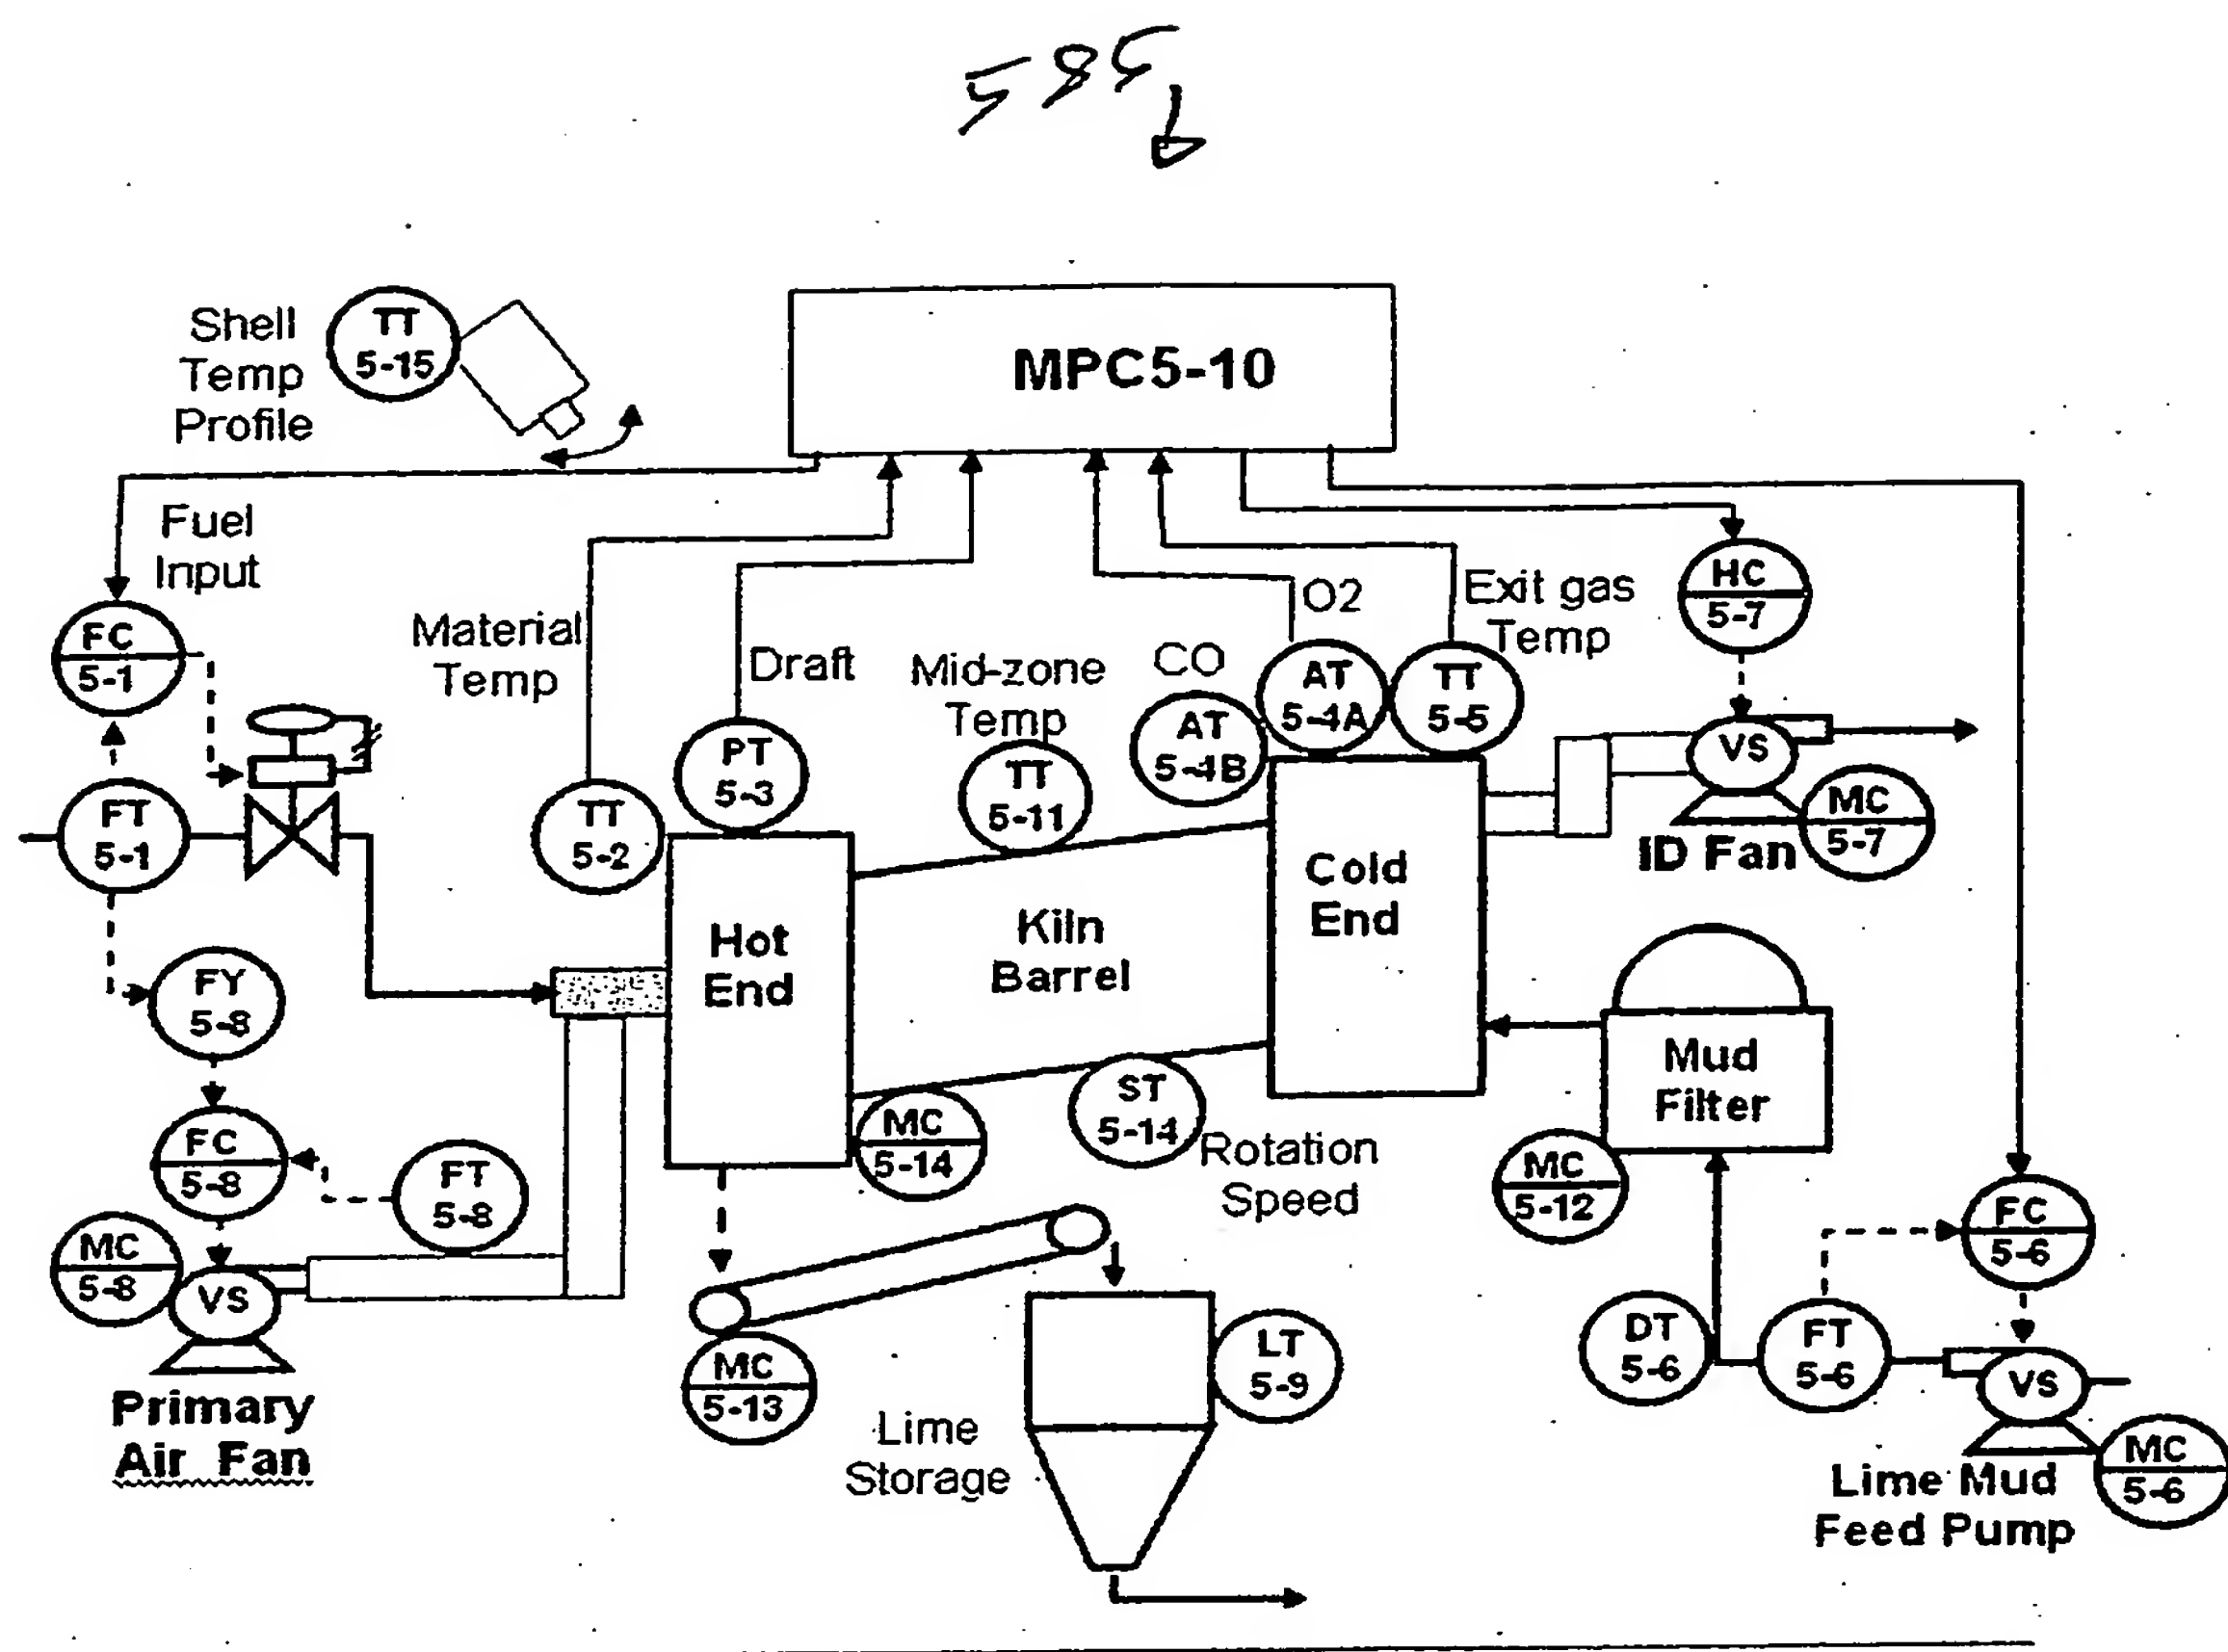 585
MPC5-10
Shell
Temp
Profile
TT
5-15
Fuel
Input
FC
5-1
FT
5-1
FY
5-8
FC
5-8
FT
5-8
MC
5-8
VS
Primary
Air Fan
Material
Temp
TT
5-2
Draft
PT
5-3
Mid-zone
Temp
TT
5-11
CO
AT
5-4B
O2
AT
5-4A
Exit gas
Temp
TT
5-5
HC
5-7
VS
MC
5-7
ID Fan
Hot
End
Kiln
Barrel
Cold
End
MC
5-14
ST
5-14
Rotation
Speed
Mud
Filter
MC
5-12
FC
5-6
DT
5-6
FT
5-6
VS
MC
5-6
Lime Mud
Feed Pump
MC
5-13
Lime
Storage
LT
5-9